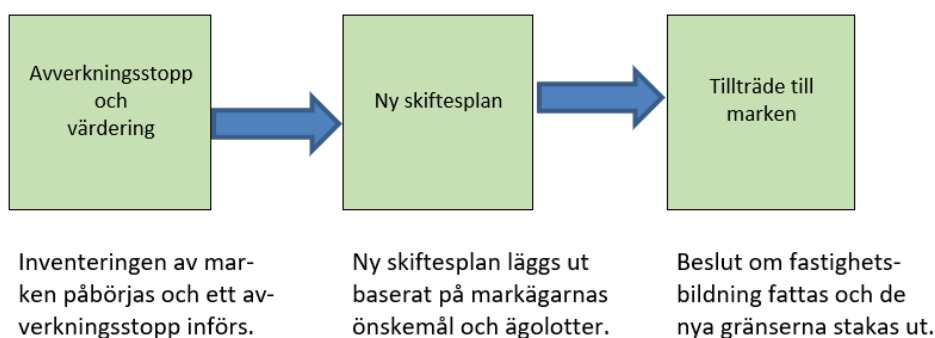 Avverkningsstopp
och
värdering
Ny skiftesplan
Tillträde till
marken
Inventeringen av mar-
ken påbörjas och ett av-
verkningsstopp införs.
Ny skiftesplan läggs ut
baserat på markägarnas
önskemål och ägolotter.
Beslut om fastighets-
bildning fattas och de
nya gränserna stakas ut.